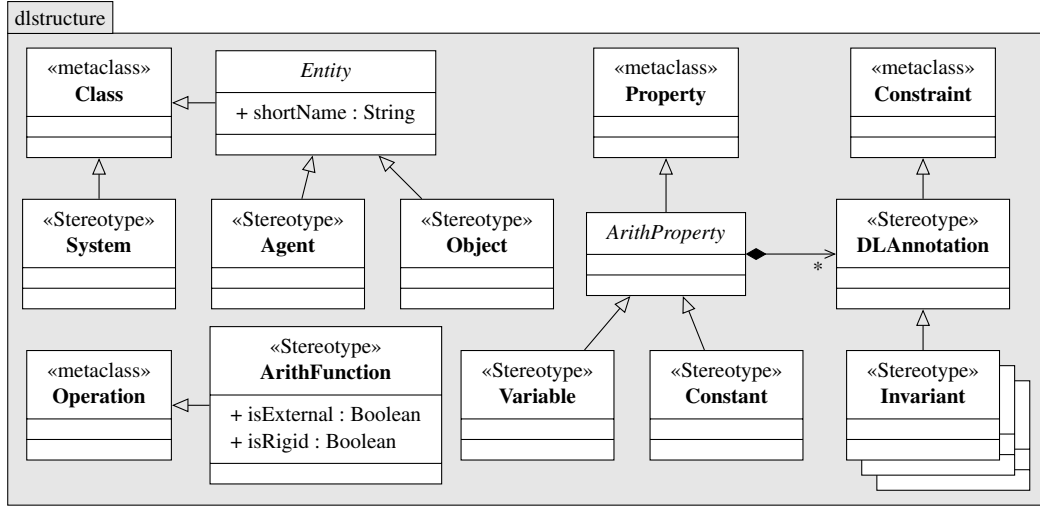 dlstructure
«metaclass»
Class
Entity
+ shortName : String
«metaclass»
Property
«metaclass»
Constraint
«Stereotype»
System
«Stereotype»
Agent
«Stereotype»
Object
ArithProperty
*
«Stereotype»
DLAnnotation
«metaclass»
Operation
«Stereotype»
ArithFunction
+ isExternal : Boolean
+ isRigid : Boolean
«Stereotype»
Variable
«Stereotype»
Constant
«Stereotype»
Invariant